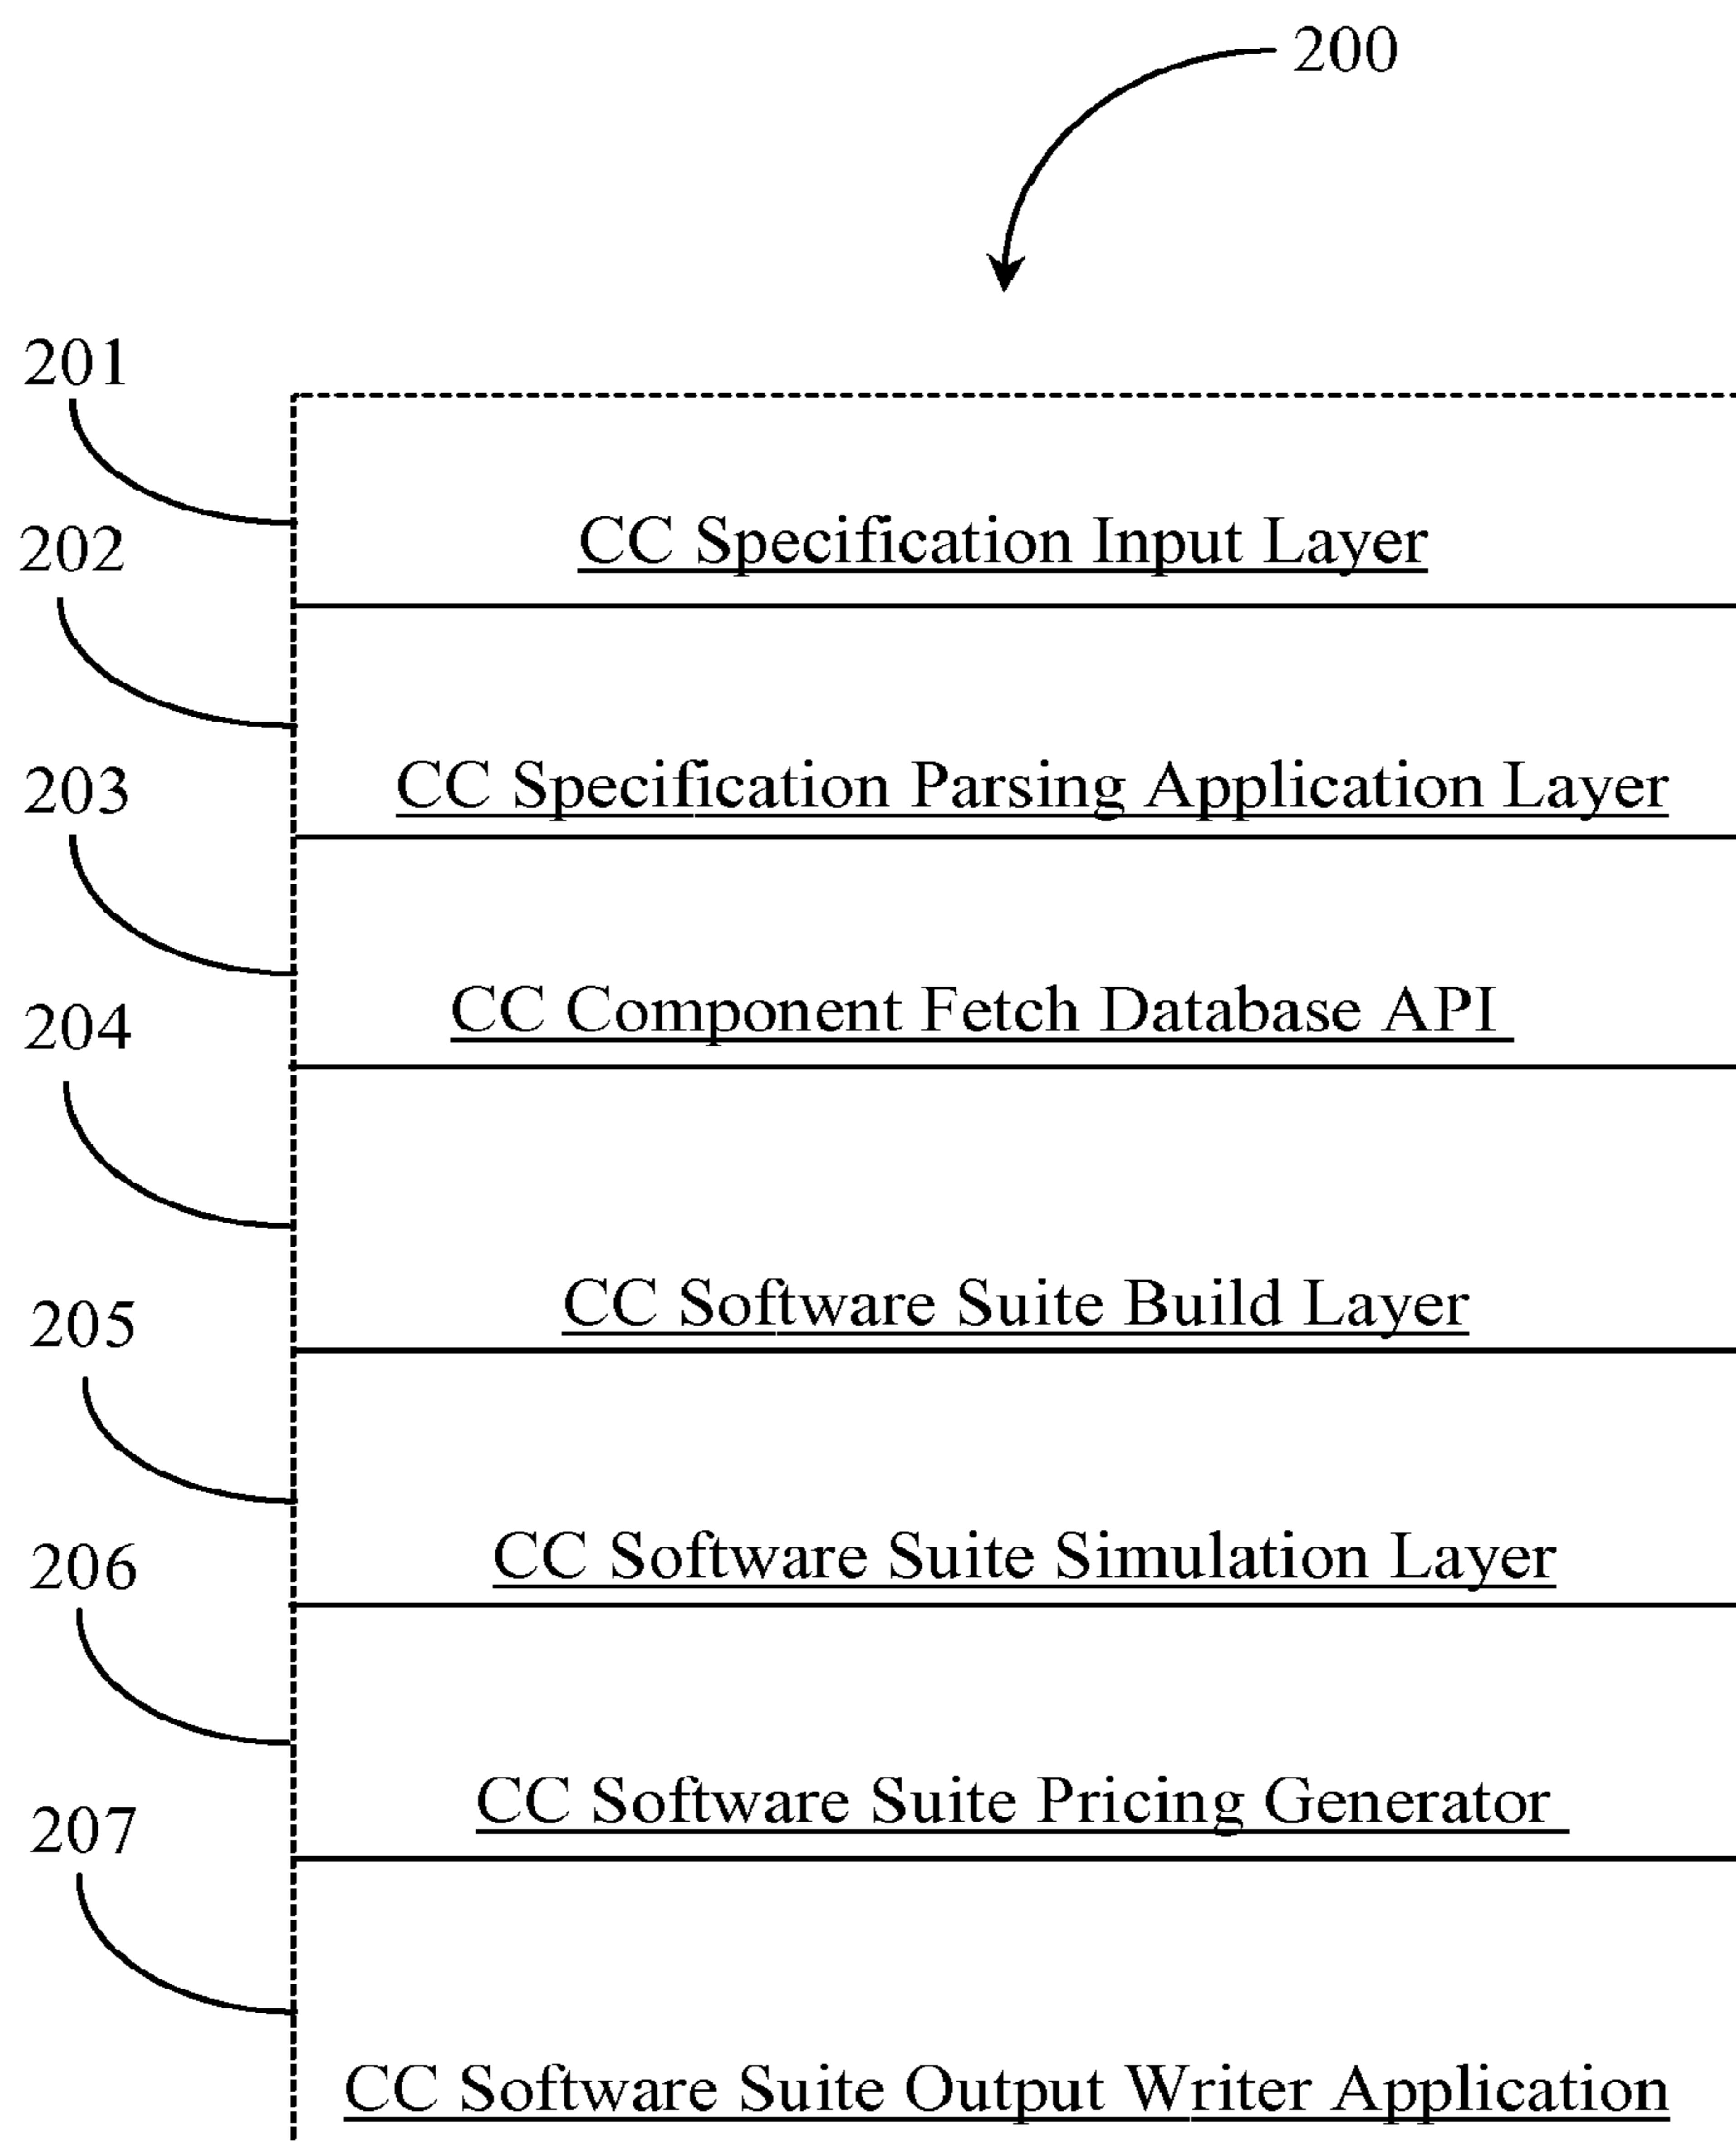 200
201
CC Specification Input Layer
202
CC Specification Parsing Application Layer
203
CC Component Fetch Database API
204
CC Software Suite Build Layer
205
CC Software Suite Simulation Layer
206
CC Software Suite Pricing Generator
207
CC Software Suite Output Writer Application